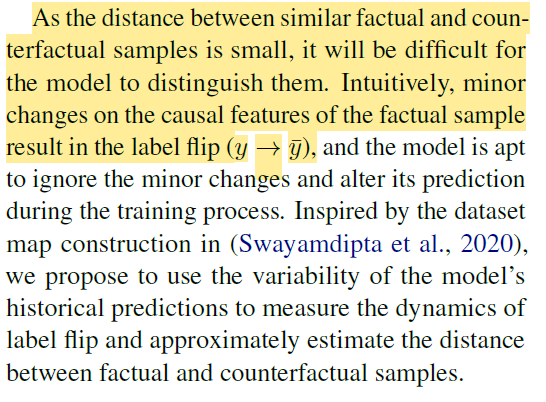 As the distance between similar factual and coun-
terfactual samples is small, it will be difficult for
the model to distinguish them. Intuitively, minor
changes on the causal features of the factual sample
result in the label flip (y → ȳ), and the model is apt
to ignore the minor changes and alter its prediction
during the training process. Inspired by the dataset
map construction in (Swayamdipta et al., 2020),
we propose to use the variability of the model's
historical predictions to measure the dynamics of
label flip and approximately estimate the distance
between factual and counterfactual samples.